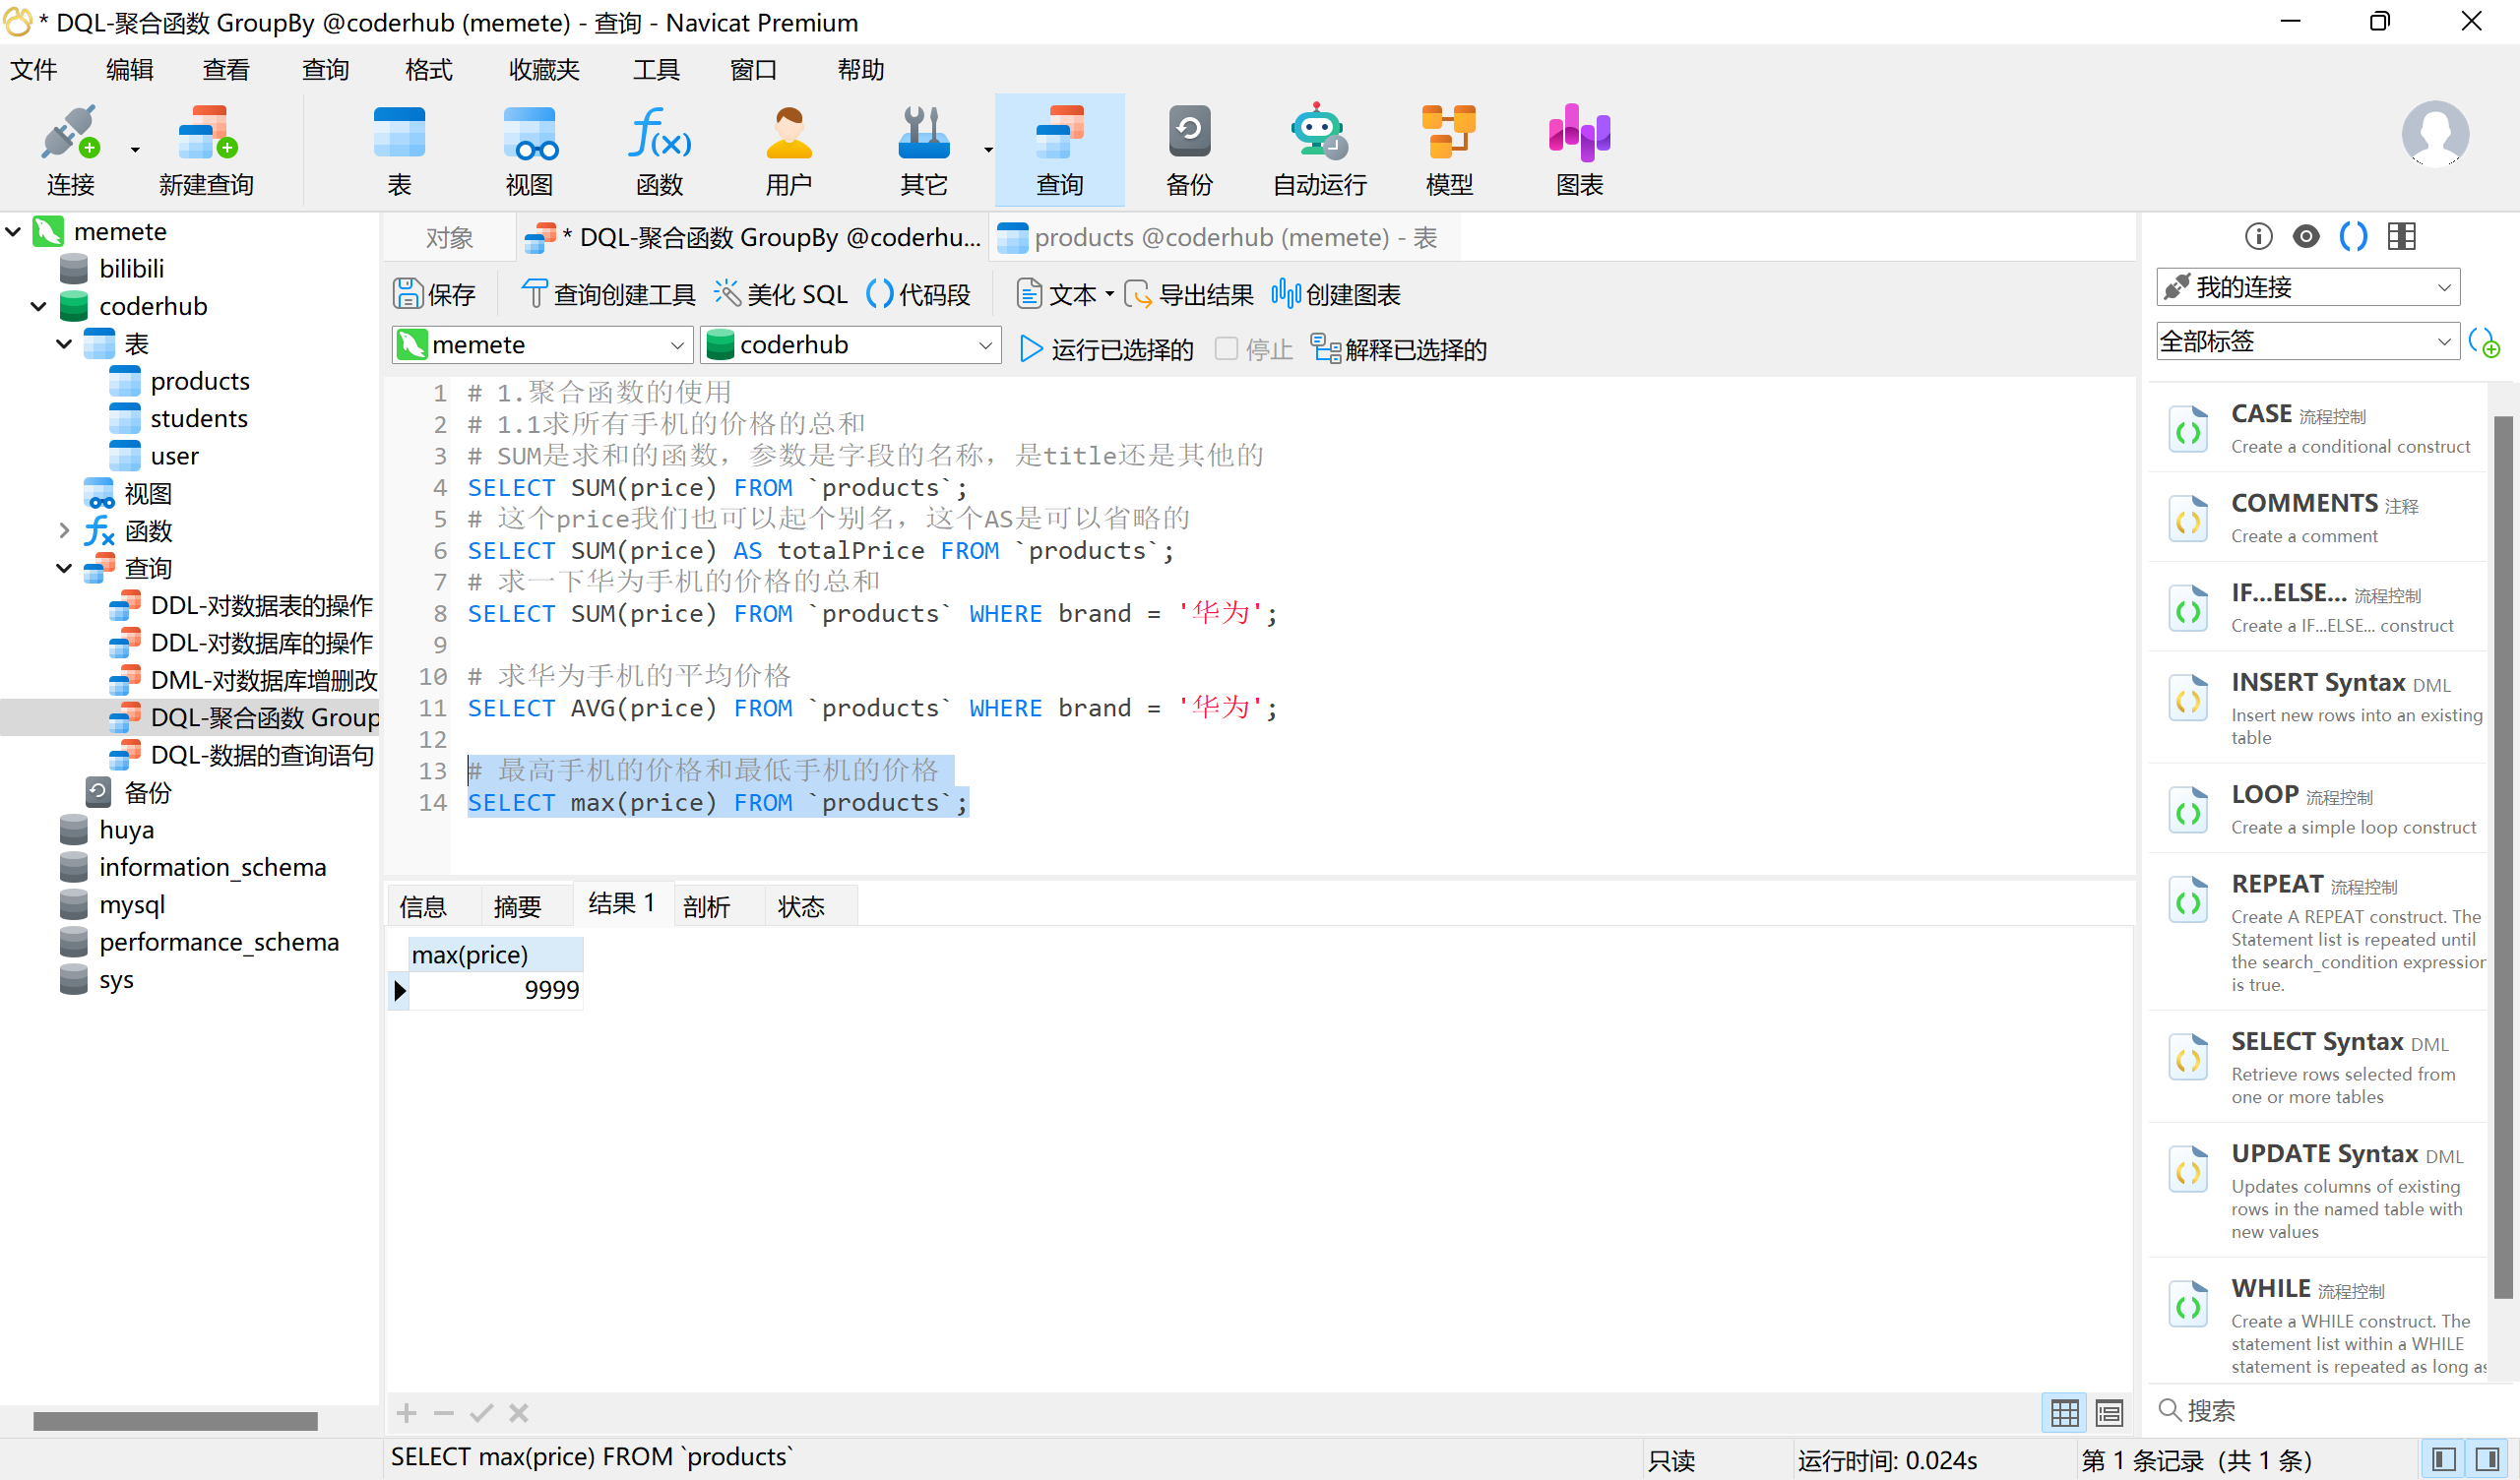 * DQL-聚合函数 GroupBy @coderhub (memete) - 查询 - Navicat Premium
文件 编辑 查看 查询 格式 收藏夹 工具 窗口 帮助
连接 新建查询 表 视图 函数 用户 其它 查询 备份 自动运行 模型 图表
memete
bilibili
coderhub
表
products
students
user
视图
函数
查询
DDL-对数据表的操作
DDL-对数据库的操作
DML-对数据库增删改
DQL-聚合函数 Group
DQL-数据的查询语句
备份
huya
information_schema
mysql
performance_schema
sys
对象 * DQL-聚合函数 GroupBy @coderhu... products @coderhub (memete) - 表
保存 查询创建工具 美化 SQL 代码段 文本 导出结果 创建图表
memete coderhub 运行已选择的 停止 解释已选择的
1 # 1.聚合函数的使用
2 # 1.1求所有手机的价格的总和
3 # SUM是求和的函数，参数是字段的名称，是title还是其他的
4 SELECT SUM(price) FROM `products`;
5 # 这个price我们也可以起个别名，这个AS是可以省略的
6 SELECT SUM(price) AS totalPrice FROM `products`;
7 # 求一下华为手机的价格的总和
8 SELECT SUM(price) FROM `products` WHERE brand = '华为';
9
10 # 求华为手机的平均价格
11 SELECT AVG(price) FROM `products` WHERE brand = '华为';
12
13 # 最高手机的价格和最低手机的价格
14 SELECT max(price) FROM `products`;
信息 摘要 结果 1 剖析 状态
max(price)
9999
SELECT max(price) FROM `products` 只读 运行时间: 0.024s 第 1 条记录 (共 1 条)
我的连接
全部标签
CASE 流程控制
Create a conditional construct
COMMENTS 注释
Create a comment
IF...ELSE... 流程控制
Create a IF...ELSE... construct
INSERT Syntax DML
Insert new rows into an existing
table
LOOP 流程控制
Create a simple loop construct
REPEAT 流程控制
Create A REPEAT construct. The
Statement list is repeated until
the search_condition expression
is true.
SELECT Syntax DML
Retrieve rows selected from
one or more tables
UPDATE Syntax DML
Updates columns of existing
rows in the named table with
new values
WHILE 流程控制
Create a WHILE construct. The
statement list within a WHILE
statement is repeated as long as
搜索